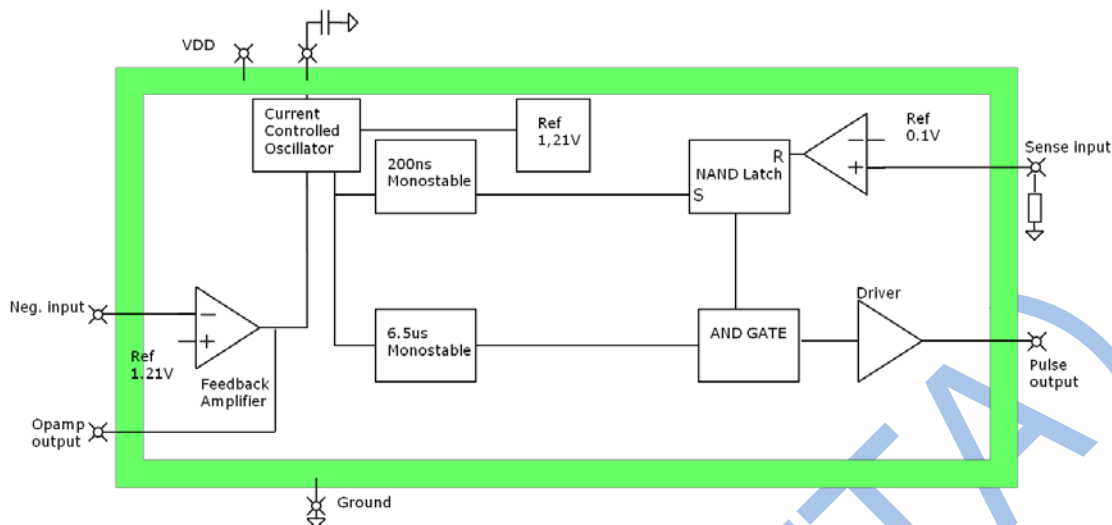 VDD
Current
Controlled
Oscillator
Ref
1,21V
Ref
0.1V
Sense input
200ns
Monostable
R
NAND Latch
S
−
+
Neg. input
−
+
Ref
1.21V
Feedback
Amplifier
6.5us
Monostable
AND GATE
Driver
Pulse
output
Opamp
output
Ground